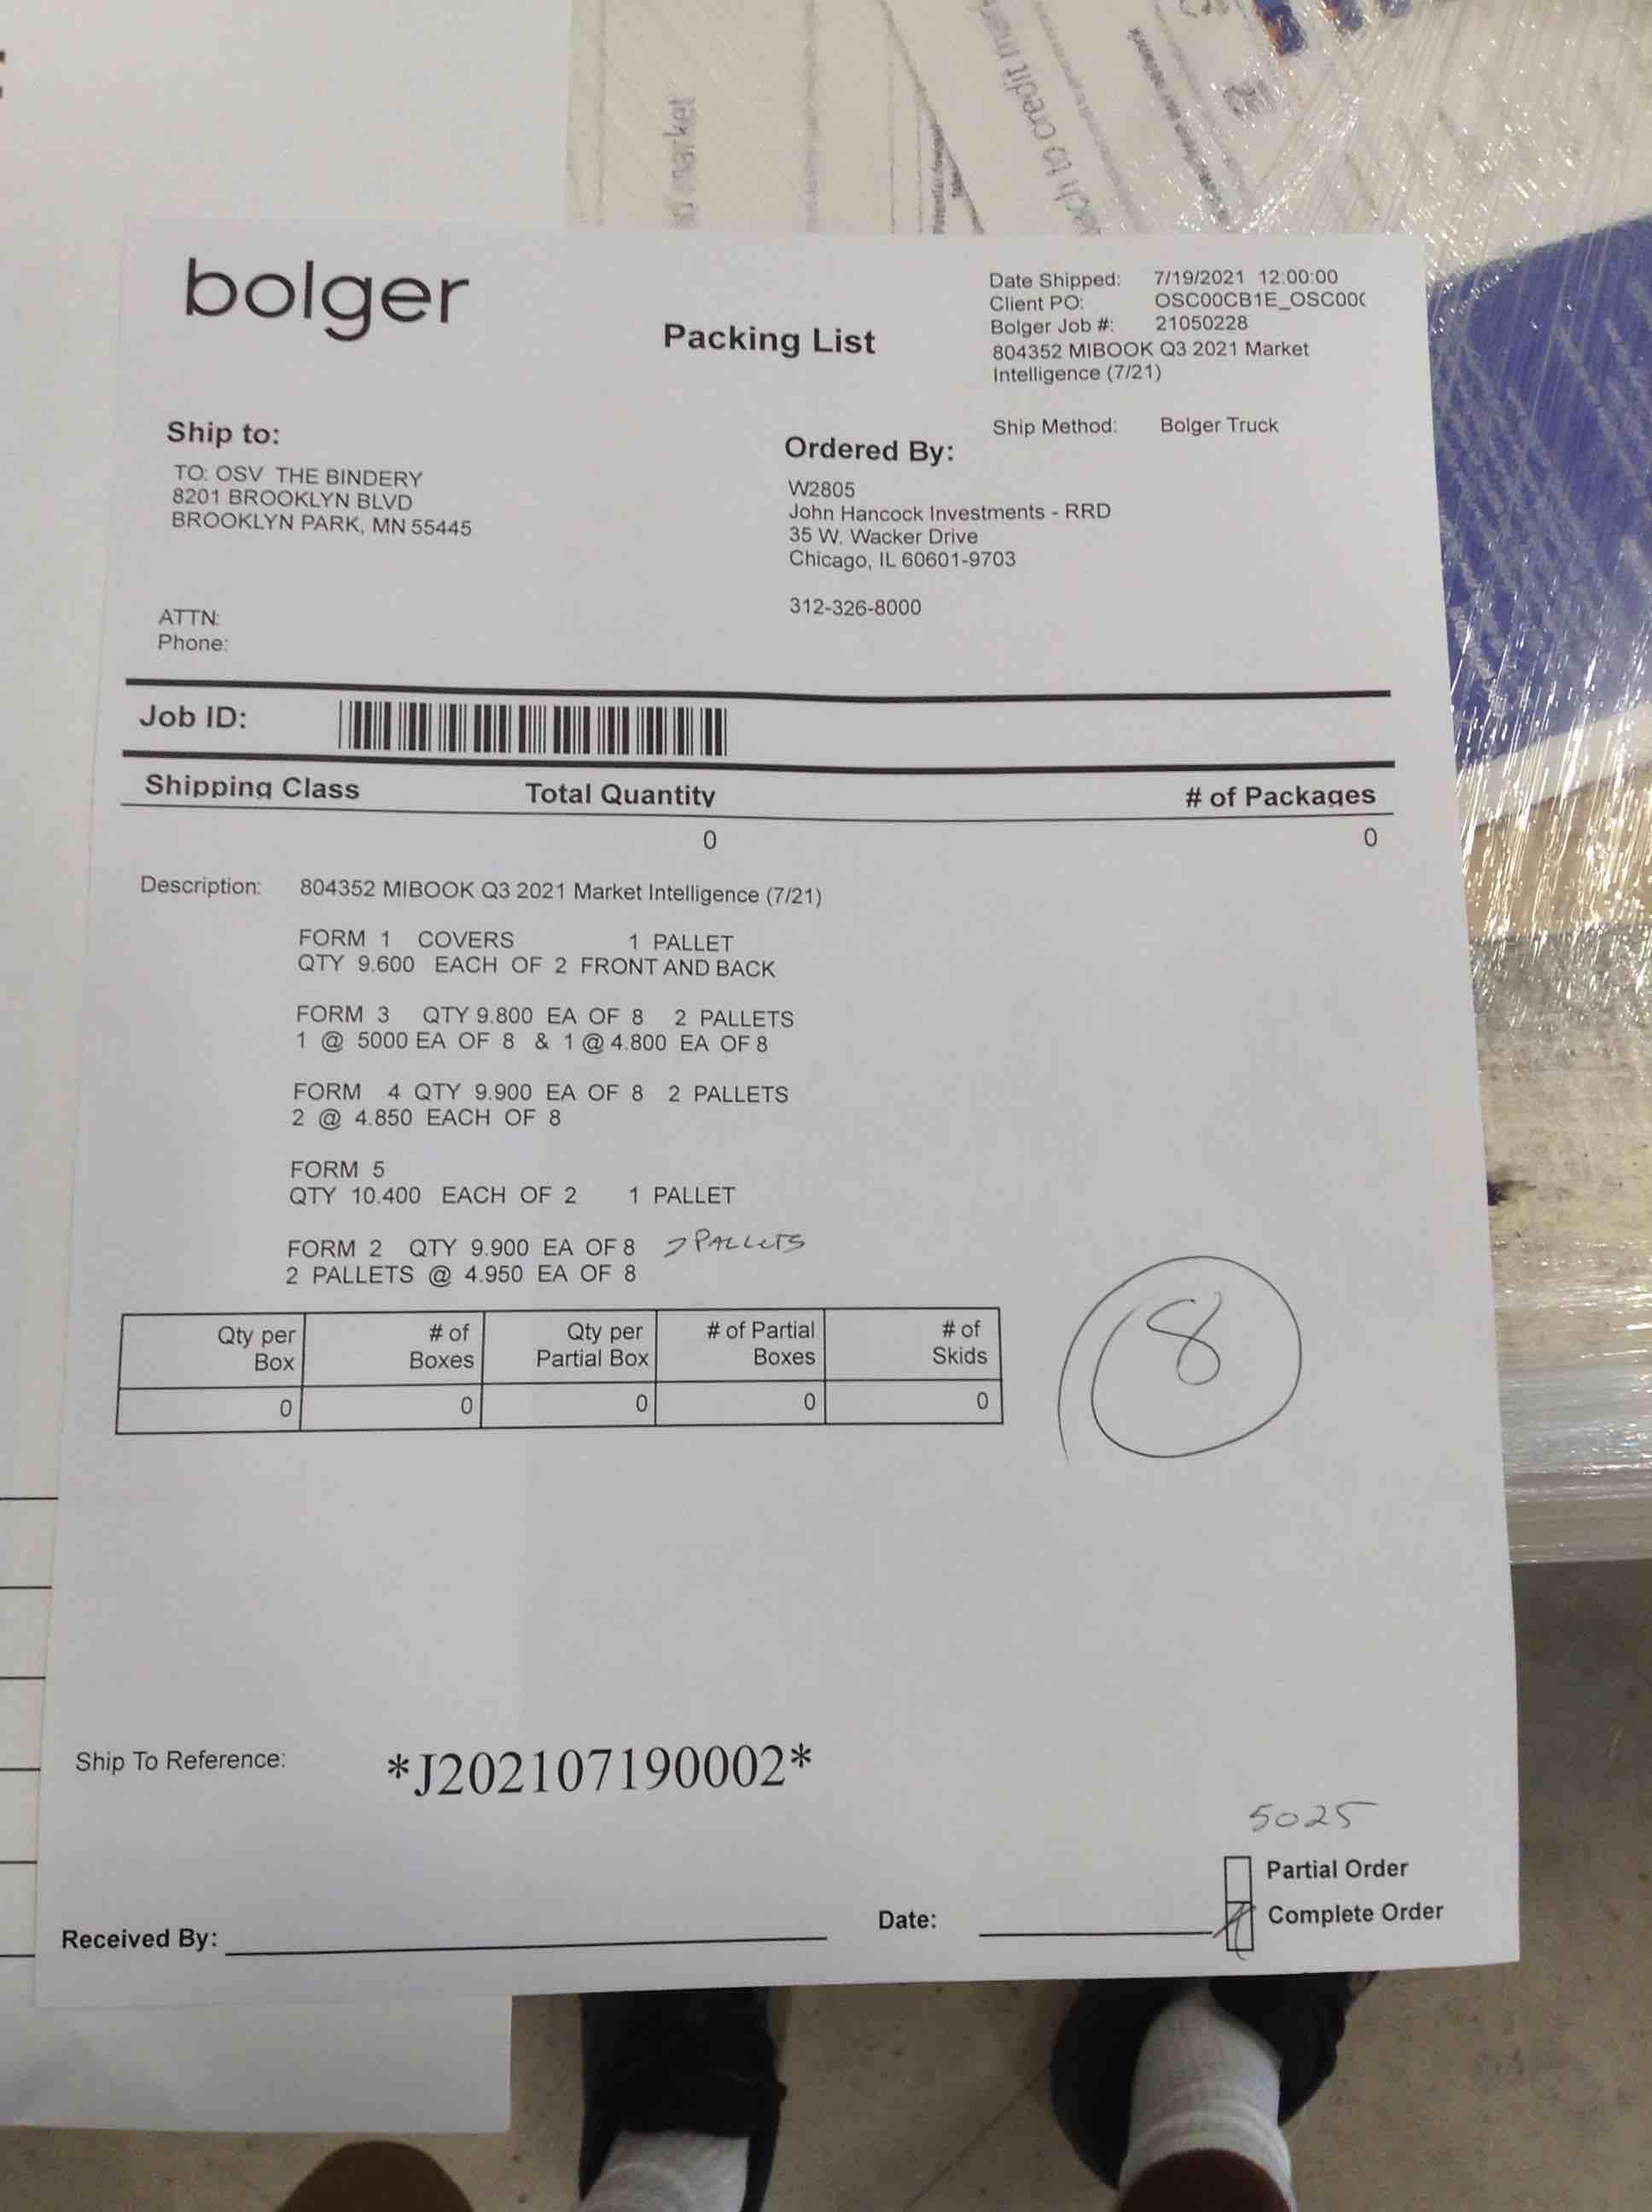 d market
ach to credit mar
bolger
Packing List
Date Shipped: 7/19/2021 12:00:00
Client PO: OSC00CB1E_OSC00(
Bolger Job #: 21050228
804352 MIBOOK Q3 2021 Market
Intelligence (7/21)
Ship Method: Bolger Truck
Ship to:
TO: OSV THE BINDERY
8201 BROOKLYN BLVD
BROOKLYN PARK, MN 55445
ATTN:
Phone:
Ordered By:
W2805
John Hancock Investments - RRD
35 W. Wacker Drive
Chicago, IL 60601-9703
312-326-8000
Job ID:
Shipping Class Total Quantity # of Packages
0 0
Description: 804352 MIBOOK Q3 2021 Market Intelligence (7/21)
FORM 1 COVERS 1 PALLET
QTY 9.600 EACH OF 2 FRONT AND BACK
FORM 3 QTY 9.800 EA OF 8 2 PALLETS
1 @ 5000 EA OF 8 & 1 @ 4.800 EA OF 8
FORM 4 QTY 9.900 EA OF 8 2 PALLETS
2 @ 4.850 EACH OF 8
FORM 5
QTY 10.400 EACH OF 2 1 PALLET
FORM 2 QTY 9.900 EA OF 8 2 PALLETS
2 PALLETS @ 4.950 EA OF 8
Qty per Box # of Boxes Qty per Partial Box # of Partial Boxes # of Skids
0 0 0 0 0
8
Ship To Reference: *J202107190002*
5025
Partial Order
Complete Order
Received By: Date: